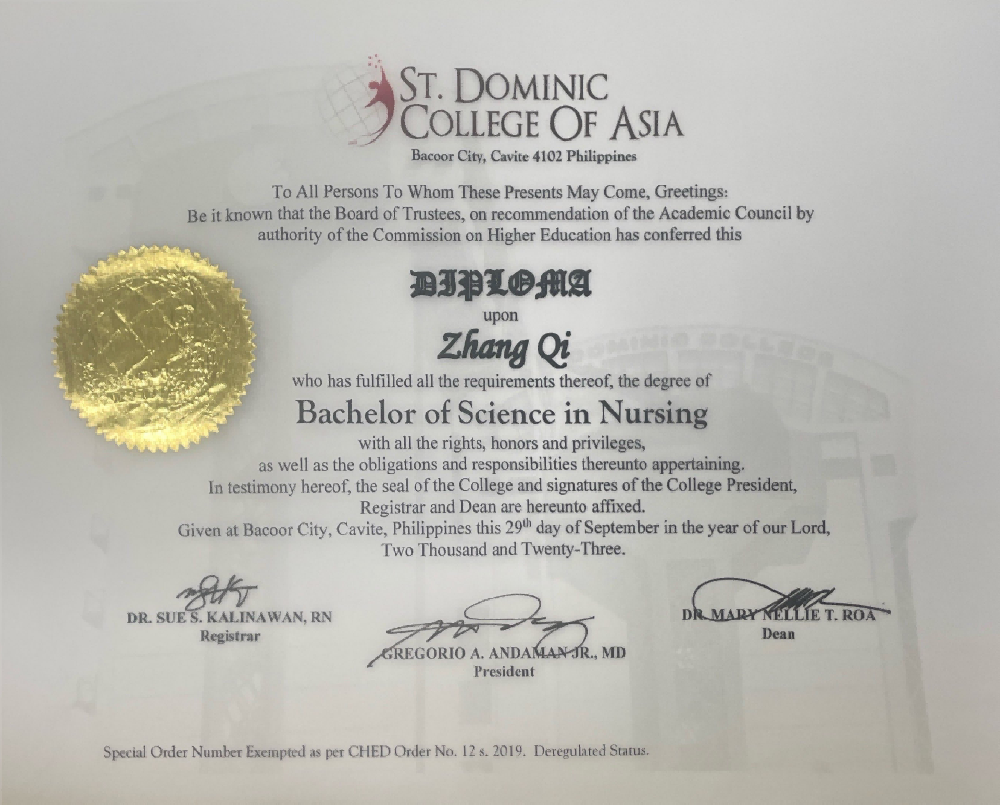 ST. DOMINIC
COLLEGE OF ASIA
Bacoor City, Cavite 4102 Philippines
To All Persons To Whom These Presents May Come, Greetings:
Be it known that the Board of Trustees, on recommendation of the Academic Council by
authority of the Commission on Higher Education has conferred this
DIPLOMA
upon
Zhang Qi
DOMINIC COLLEGE
who has fulfilled all the requirements thereof, the degree of
Bachelor of Science in Nursing
with all the rights, honors and privileges,
as well as the obligations and responsibilities thereunto appertaining.
In testimony hereof, the seal of the College and signatures of the College President,
Registrar and Dean are hereunto affixed.
Given at Bacoor City, Cavite, Philippines this 29th day of September in the year of our Lord,
Two Thousand and Twenty-Three.
DR. SUE S. KALINAWAN, RN
Registrar
GREGORIO A. ANDAMAN JR., MD
President
DR. MARY NELLIE T. ROA
Dean
Special Order Number Exempted as per CHED Order No. 12 s. 2019. Deregulated Status.